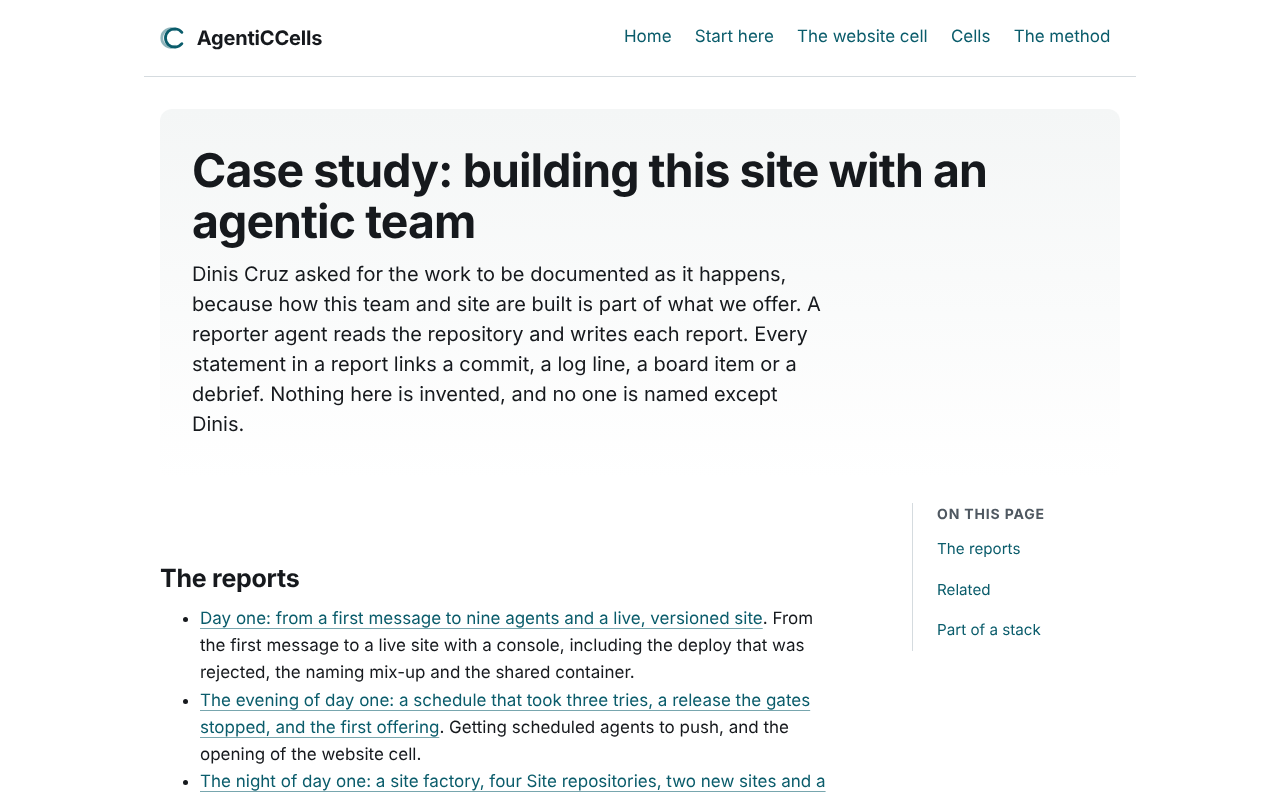 AgentiCCells
Home
Start here
The website cell
Cells
The method
Case study: building this site with an
agentic team
Dinis Cruz asked for the work to be documented as it happens,
because how this team and site are built is part of what we offer. A
reporter agent reads the repository and writes each report. Every
statement in a report links a commit, a log line, a board item or a
debrief. Nothing here is invented, and no one is named except
Dinis.
ON THIS PAGE
The reports
Related
Part of a stack
The reports
Day one: from a first message to nine agents and a live, versioned site. From
the first message to a live site with a console, including the deploy that was
rejected, the naming mix-up and the shared container.
The evening of day one: a schedule that took three tries, a release the gates
stopped, and the first offering. Getting scheduled agents to push, and the
opening of the website cell.
The night of day one: a site factory, four Site repositories, two new sites and a